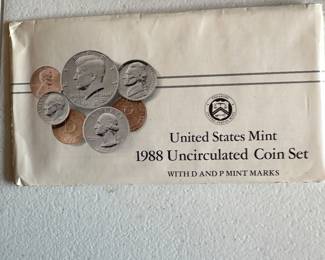 United States Mint
1988 Uncirculated Coin Set
WITH D AND P MINT MARKS